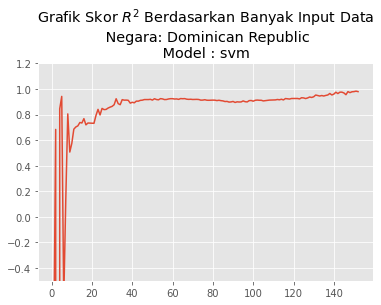 Grafik Skor R² Berdasarkan Banyak Input Data
Negara: Dominican Republic
Model : svm
1.2
1.0
0.8
0.6
0.4
0.2
0.0
−0.2
−0.4
0 20 40 60 80 100 120 140